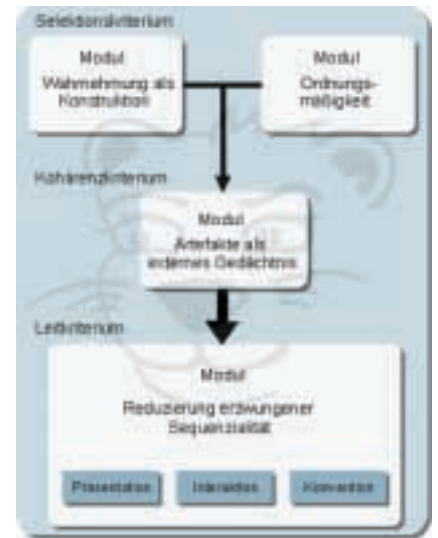 Selektionskriterium
Modul
Wahrnehmung als
Konstruktion
Modul
Ordnungs-
mäßigkeit
Kohärenzkriterium
Modul
Artefakte als
externes Gedächtnis
Leitkriterium
Modul
Reduzierung erzwungener
Sequenzialität
Präsentation
Interaktion
Konvention